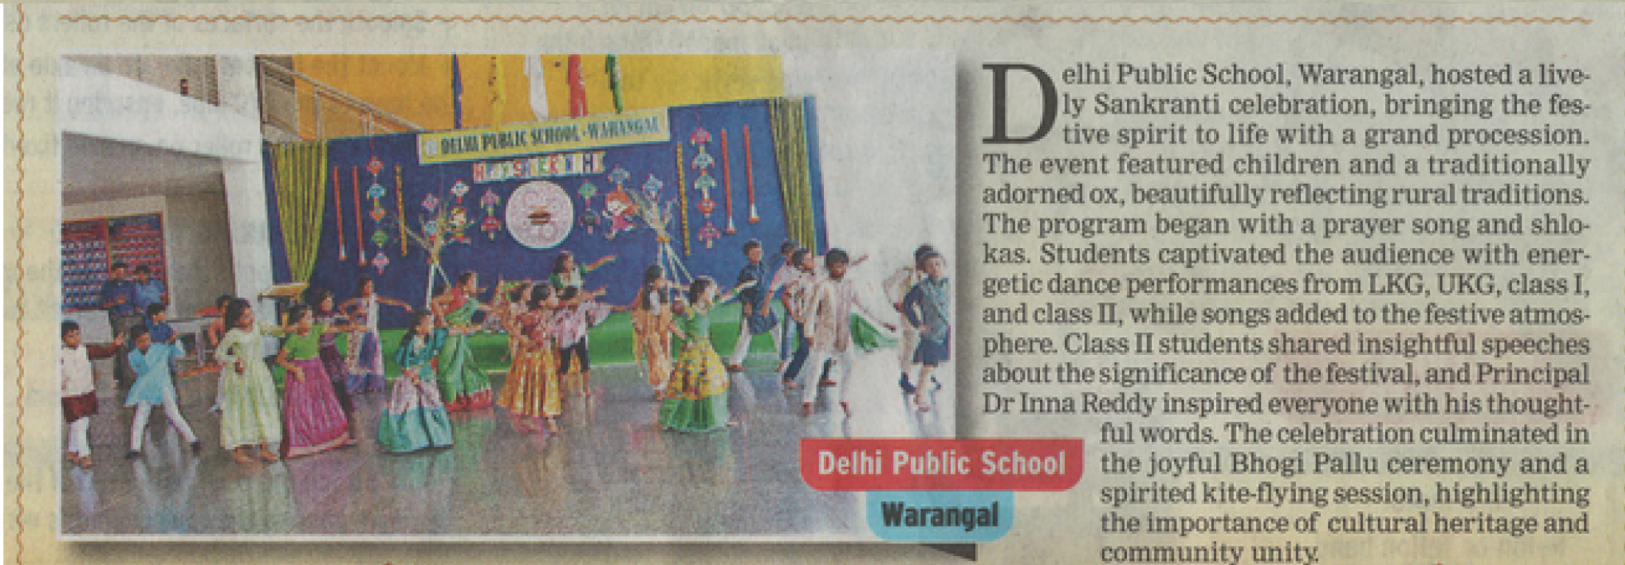 DELHI PUBLIC SCHOOL - WARANGAL
Delhi Public School
Warangal
Delhi Public School, Warangal, hosted a live-
ly Sankranti celebration, bringing the fes-
tive spirit to life with a grand procession.
The event featured children and a traditionally
adorned ox, beautifully reflecting rural traditions.
The program began with a prayer song and shlo-
kas. Students captivated the audience with ener-
getic dance performances from LKG, UKG, class I,
and class II, while songs added to the festive atmos-
phere. Class II students shared insightful speeches
about the significance of the festival, and Principal
Dr Inna Reddy inspired everyone with his thought-
ful words. The celebration culminated in
the joyful Bhogi Pallu ceremony and a
spirited kite-flying session, highlighting
the importance of cultural heritage and
community unity.